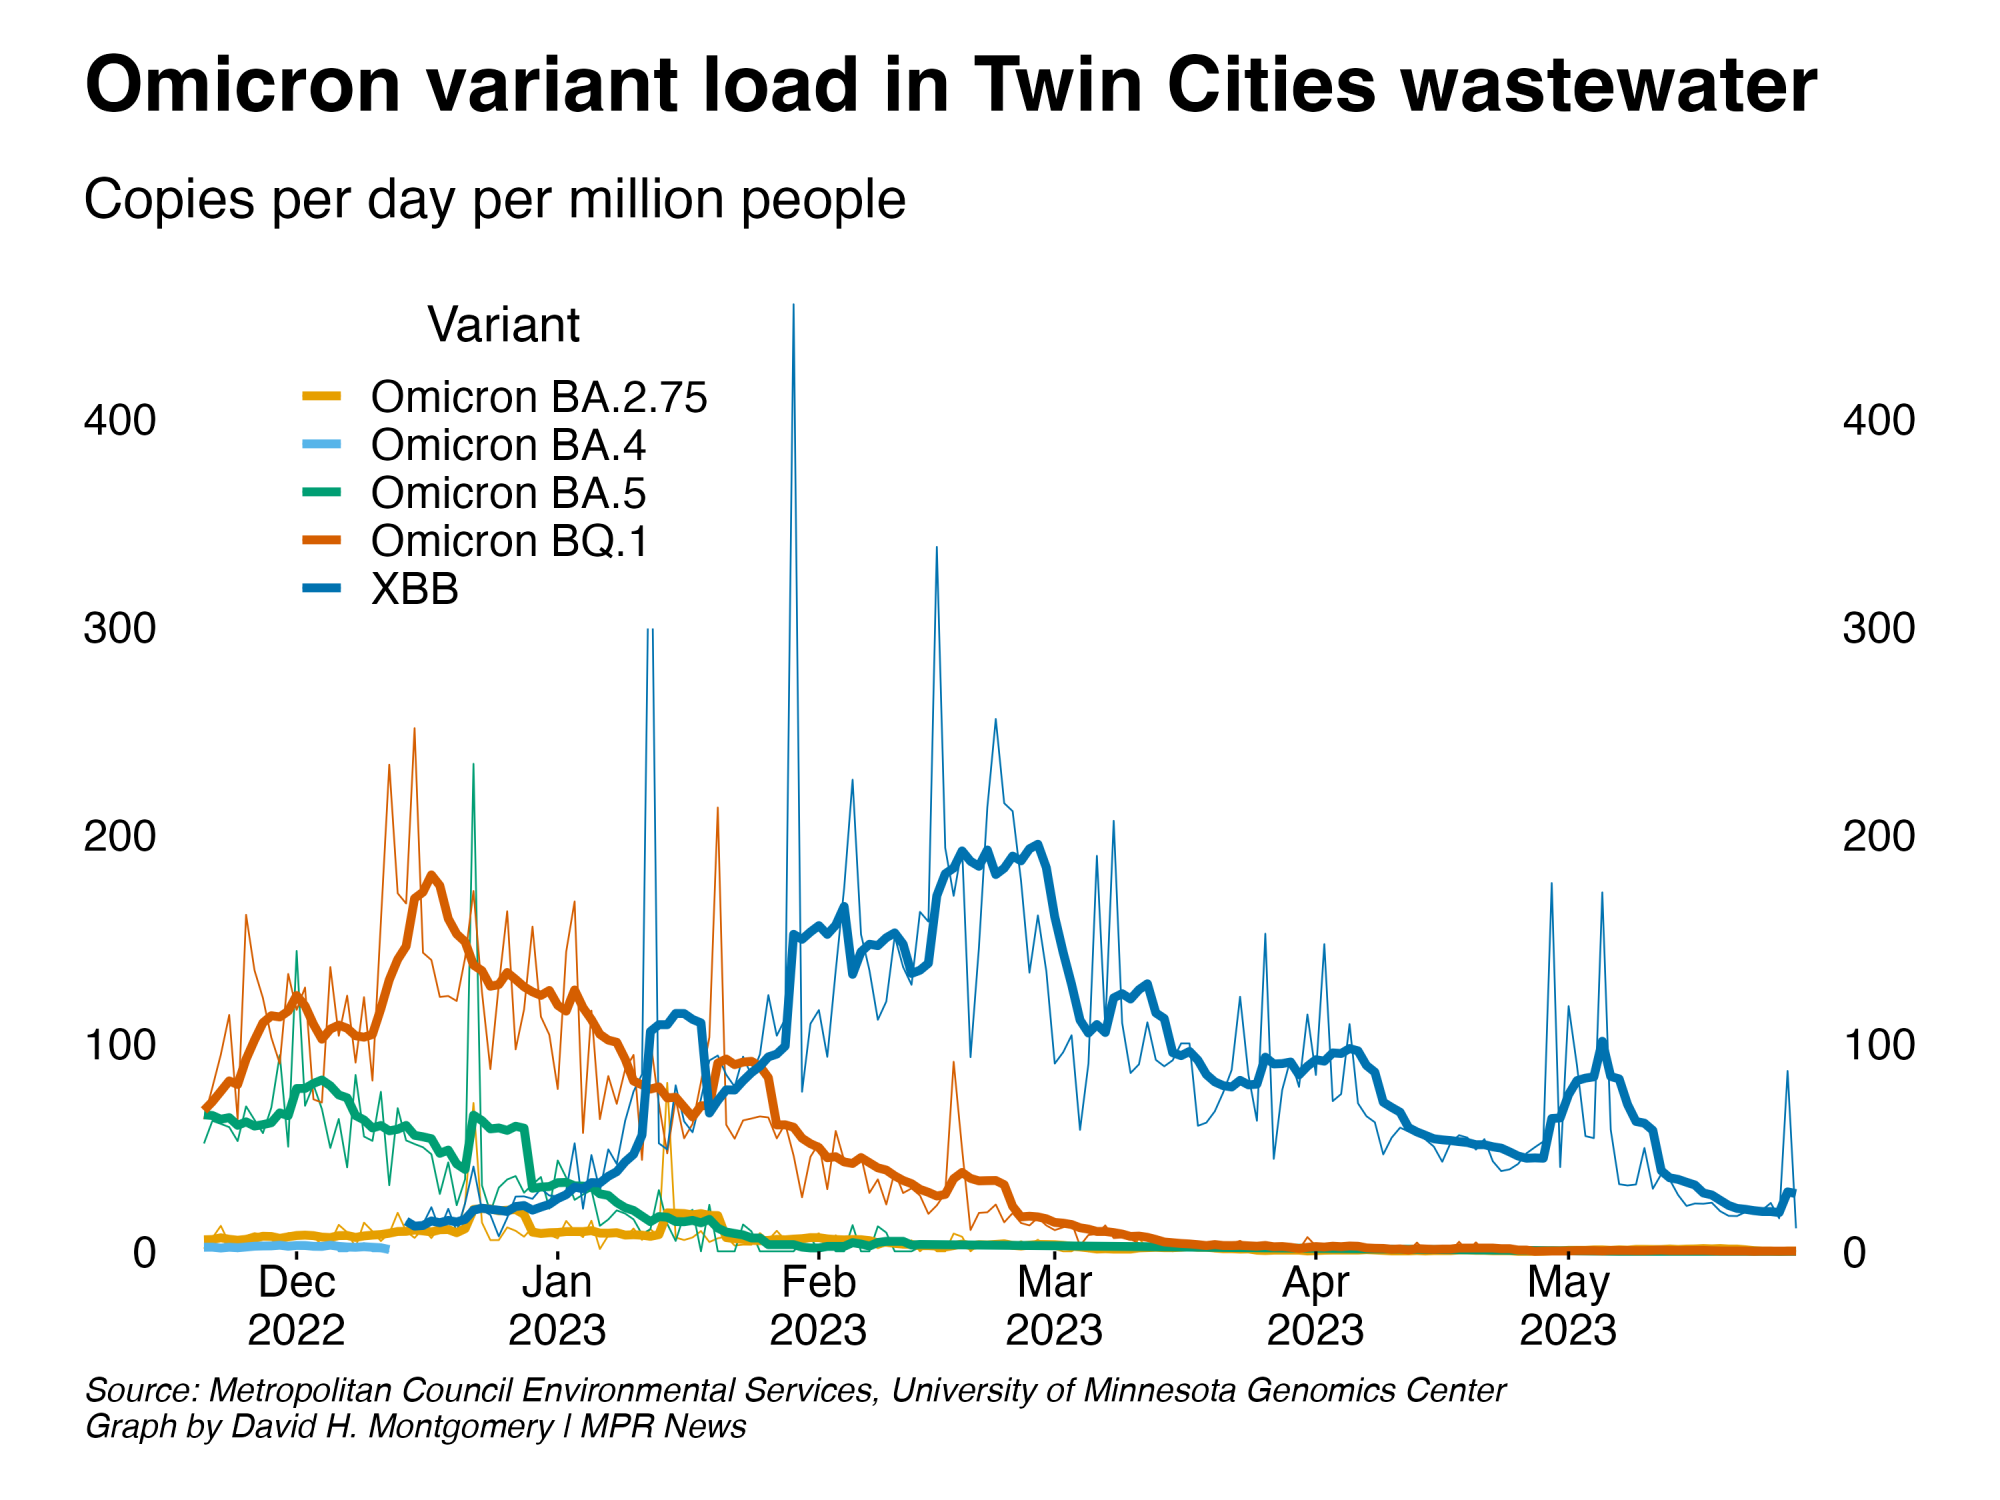 Omicron variant load in Twin Cities wastewater
Copies per day per million people
Variant
Omicron BA.2.75
Omicron BA.4
Omicron BA.5
Omicron BQ.1
XBB
400 400
300 300
200 200
100 100
0 0
Dec Jan Feb Mar Apr May
2022 2023 2023 2023 2023 2023
Source: Metropolitan Council Environmental Services, University of Minnesota Genomics Center
Graph by David H. Montgomery | MPR News